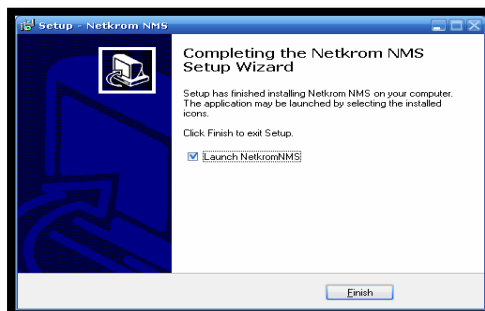 Setup - Netkrom NMS
Completing the Netkrom NMS
Setup Wizard
Setup has finished installing Netkrom NMS on your computer.
The application may be launched by selecting the installed
icons.
Click Finish to exit Setup.
Launch NetkromNMS
Finish